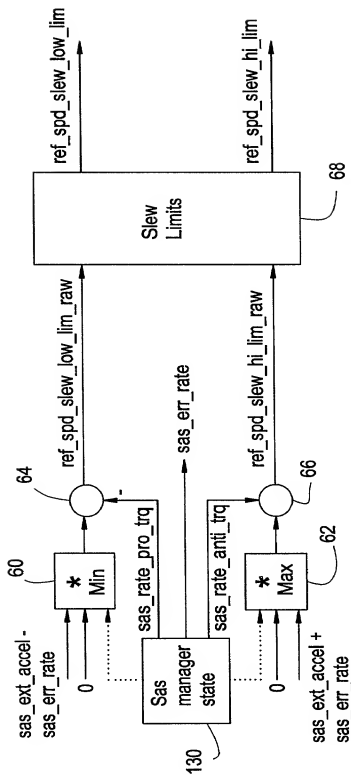 sas_ext_accel -
sas_err_rate
0
60
*
Min
64
-
ref_spd_slew_low_lim_raw
ref_spd_slew_low_lim
sas_rate_pro_trq
130
Sas
manager
state
sas_err_rate
sas_rate_anti_trq
Slew
Limits
68
0
sas_ext_accel +
sas_err_rate
*
Max
62
66
ref_spd_slew_hi_lim_raw
ref_spd_slew_hi_lim